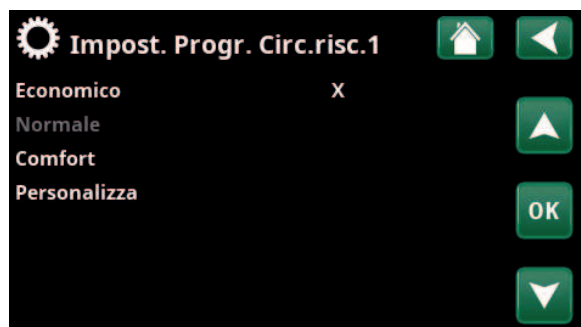 Impost. Progr. Circ.risc.1
Economico X
Normale
Comfort
Personalizza
OK